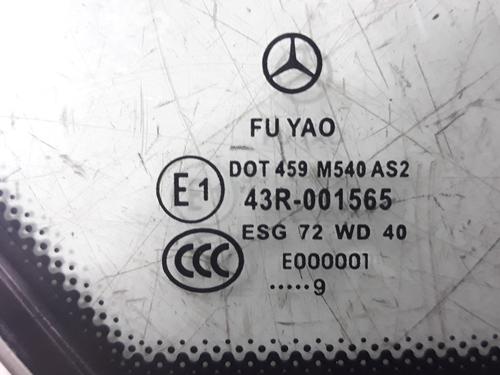 FU YAO
DOT 459 M540 AS2
E1 43R-001565
ESG 72 WD 40
CCC
E000001
.....9